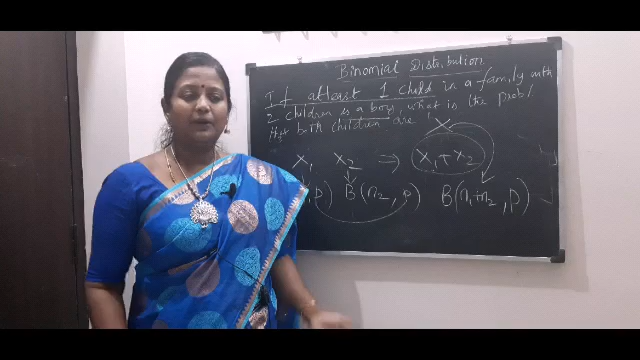 Binomial Distribution
If atleast 1 child in a family with
2 children is a boy, what is the prob/
that both children are
X
X₁ X₂ ⇒ X₁+X₂
, p) B(n₂, p) B(n₁+n₂, p)